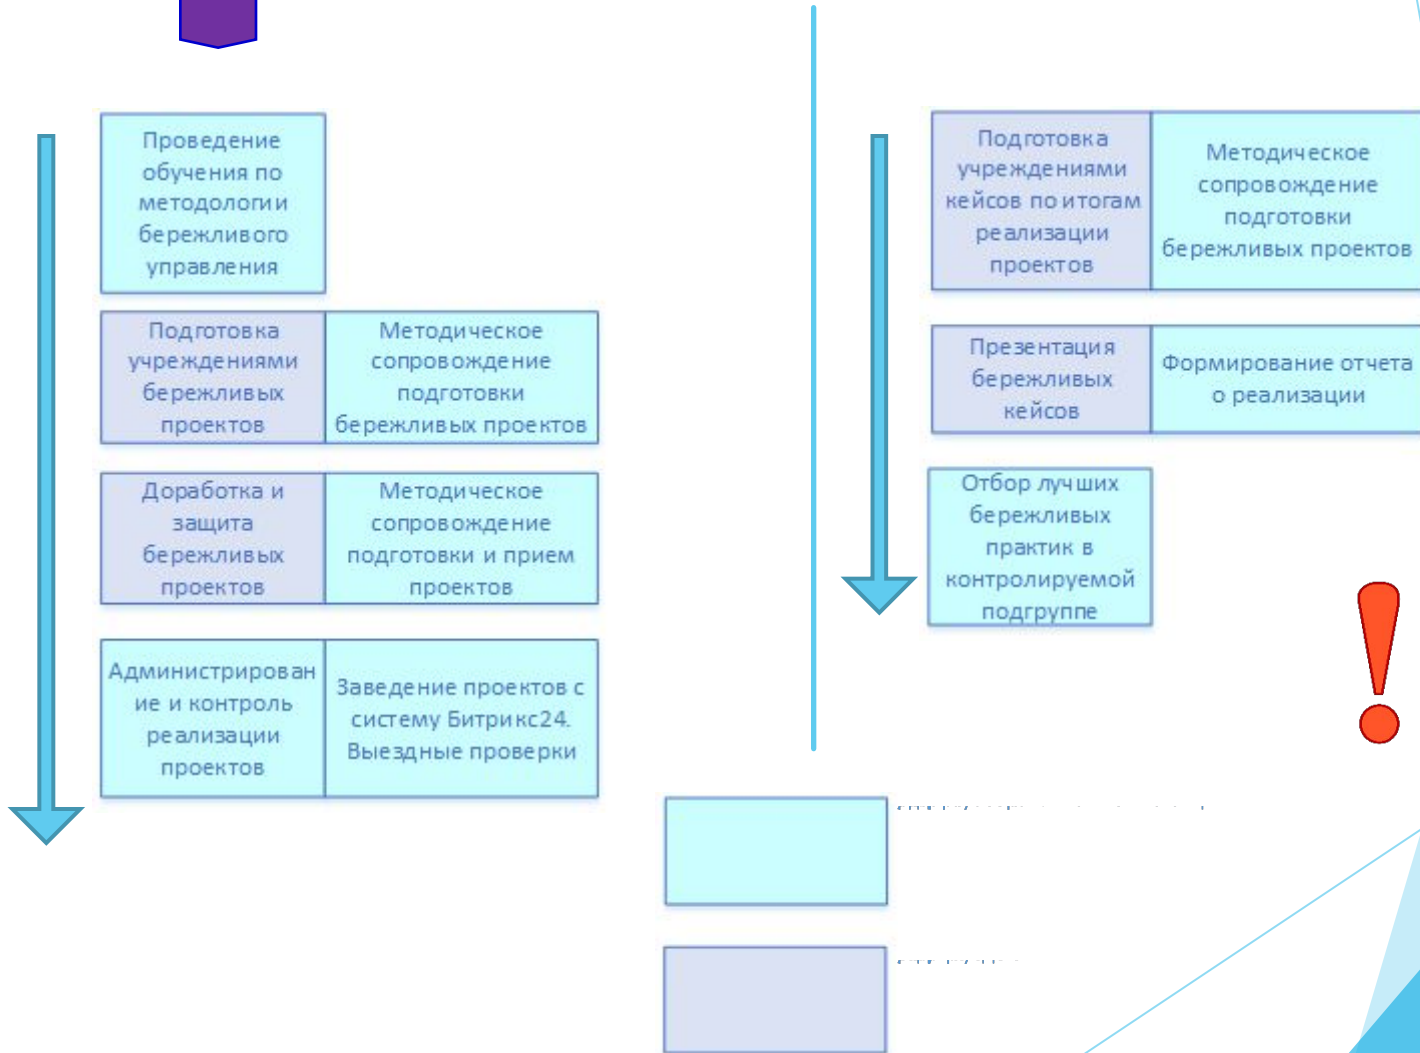 Проведение
обучения по
методологии
бережливого
управления
Подготовка
учреждениями
бережливых
проектов
Методическое
сопровождение
подготовки
бережливых проектов
Доработка и
защита
бережливых
проектов
Методическое
сопровождение
подготовки и прием
проектов
Администрирован
ие и контроль
реализации
проектов
Заведение проектов с
систему Битрикс24.
Выездные проверки
Подготовка
учреждениями
кейсов по итогам
реализации
проектов
Методическое
сопровождение
подготовки
бережливых проектов
Презентация
бережливых
кейсов
Формирование отчета
о реализации
Отбор лучших
бережливых
практик в
контролируемой
подгруппе